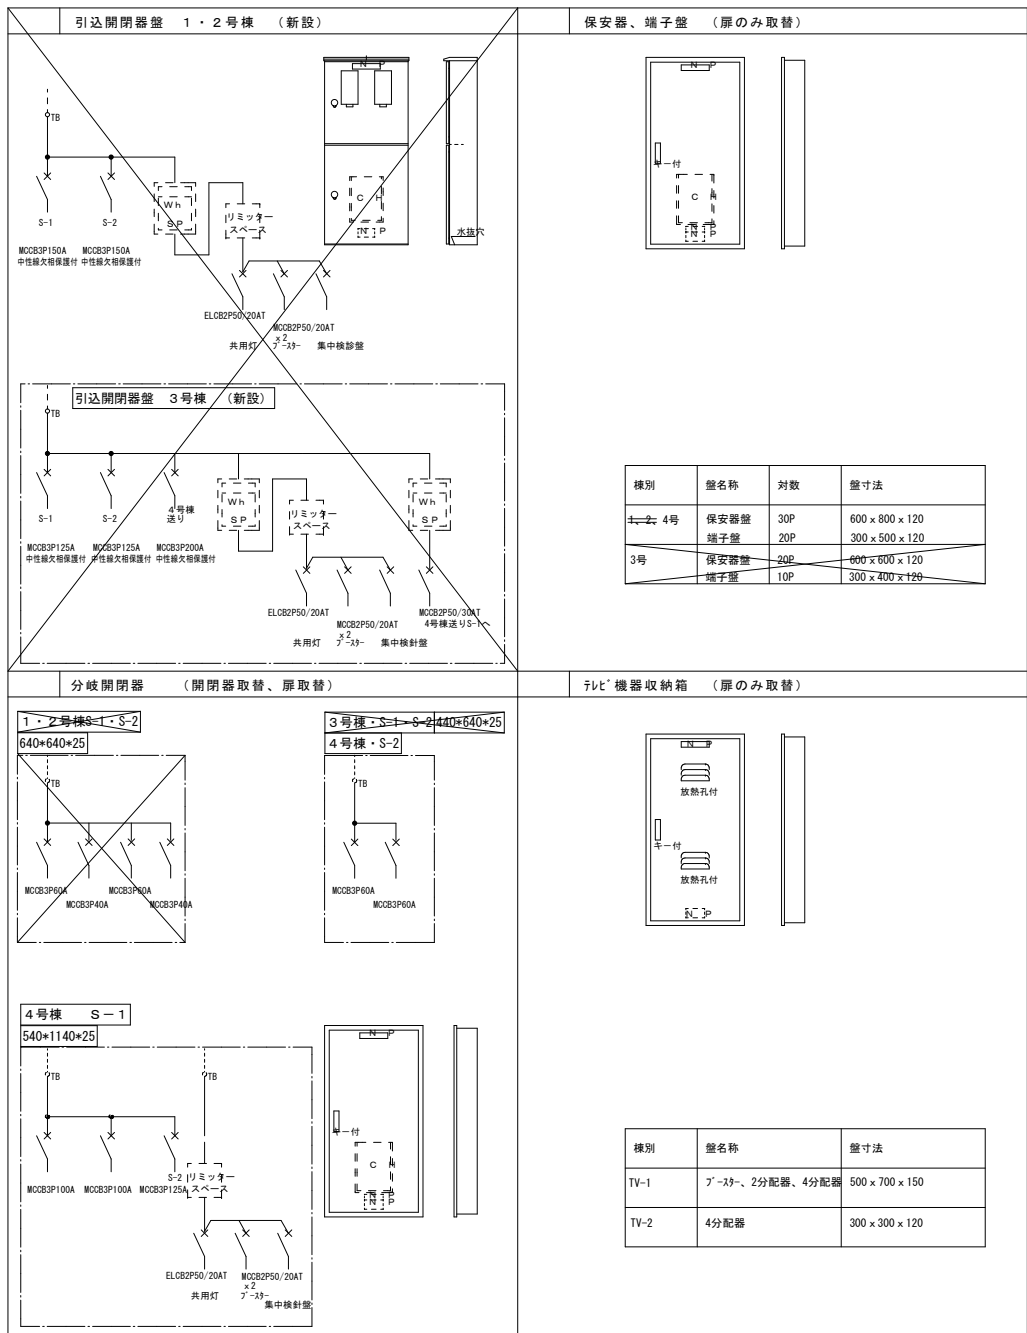 引込開閉器盤　１・２号棟　（新設）
TB
S-1
S-2
MCCB3P150A
中性線欠相保護付
MCCB3P150A
中性線欠相保護付
Wh
SP
リミッター
スペース
ELCB2P50/20AT
共用灯
MCCB2P50/20AT
x2
ﾌﾞｰｽﾀｰ
集中検診盤
N P
C H
N P
水抜穴
引込開閉器盤　３号棟　（新設）
TB
S-1
S-2
4号棟
送り
MCCB3P125A
中性線欠相保護付
MCCB3P125A
中性線欠相保護付
MCCB3P200A
中性線欠相保護付
Wh
SP
リミッター
スペース
Wh
SP
ELCB2P50/20AT
共用灯
MCCB2P50/20AT
x2
ﾌﾞｰｽﾀｰ
集中検針盤
MCCB2P50/30AT
4号棟送りS-1へ
保安器、端子盤　（扉のみ取替）
N P
キー付
C H
N P
N P
棟別 盤名称 対数 盤寸法
1、2、4号 保安器盤 30P 600 x 800 x 120
端子盤 20P 300 x 500 x 120
3号 保安器盤 20P 600 x 600 x 120
端子盤 10P 300 x 400 x 120
分岐開閉器　（開閉器取替、扉取替）
１・２号棟S-1・S-2
640*640*25
TB
MCCB3P60A
MCCB3P40A
MCCB3P60A
MCCB3P40A
３号棟・S-1・S-2 440*640*25
４号棟・S-2
TB
MCCB3P60A
MCCB3P60A
４号棟　Ｓ－１
540*1140*25
TB
TB
S-2
MCCB3P100A
MCCB3P100A
MCCB3P125A
リミッター
スペース
ELCB2P50/20AT
共用灯
MCCB2P50/20AT
x2
ﾌﾞｰｽﾀｰ
集中検針盤
N P
キー付
C H
N P
N P
ﾃﾚﾋﾞ機器収納箱　（扉のみ取替）
N P
放熱孔付
キー付
放熱孔付
N P
棟別 盤名称 盤寸法
TV-1 ﾌﾞｰｽﾀｰ、2分配器、4分配器 500 x 700 x 150
TV-2 4分配器 300 x 300 x 120